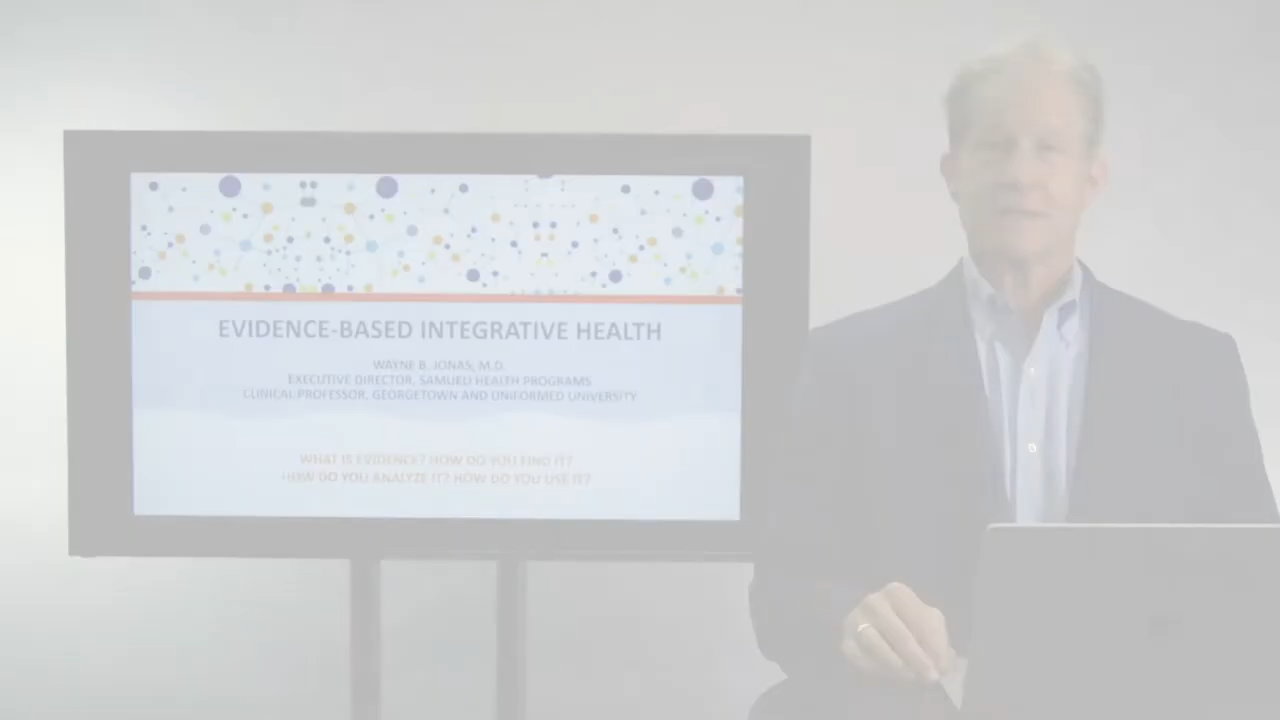 EVIDENCE-BASED INTEGRATIVE HEALTH
WAYNE B. JONAS, M.D.
EXECUTIVE DIRECTOR, SAMUELI HEALTH PROGRAMS
CLINICAL PROFESSOR, GEORGETOWN AND UNIFORMED UNIVERSITY
WHAT IS EVIDENCE? HOW DO YOU FIND IT?
HOW DO YOU ANALYZE IT? HOW DO YOU USE IT?